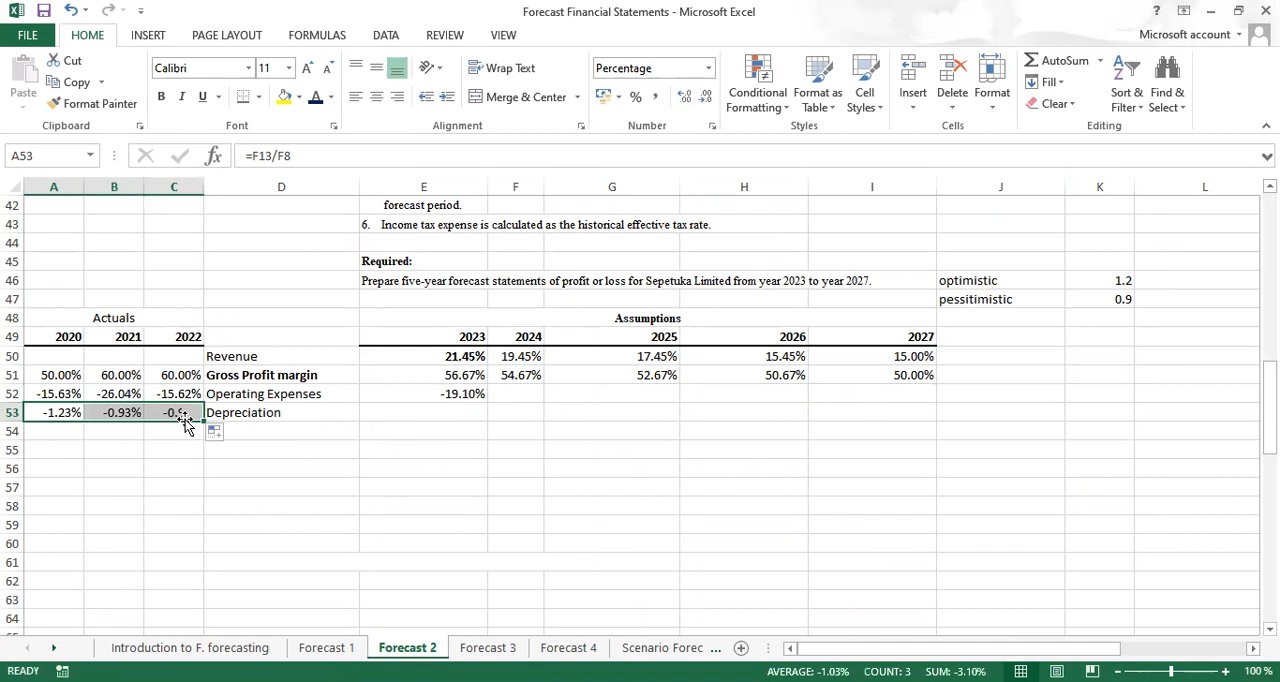 Forecast Financial Statements - Microsoft Excel
?
FILE HOME INSERT PAGE LAYOUT FORMULAS DATA REVIEW VIEW
Microsoft account
Paste
Cut
Copy
Format Painter
Clipboard
Calibri 11
B I U
Font
Wrap Text
Merge & Center
Alignment
Percentage
%
Number
Conditional Formatting
Format as Table
Cell Styles
Styles
Insert
Delete
Format
Cells
AutoSum
Fill
Clear
Sort & Filter
Find & Select
Editing
A53 fx =F13/F8
A B C D E F G H I J K L
42 forecast period.
43 6. Income tax expense is calculated as the historical effective tax rate.
44
45 Required:
46 Prepare five-year forecast statements of profit or loss for Sepetuka Limited from year 2023 to year 2027. optimistic 1.2
47 pessitimistic 0.9
48 Actuals Assumptions
49 2020 2021 2022 2023 2024 2025 2026 2027
50 Revenue 21.45% 19.45% 17.45% 15.45% 15.00%
51 50.00% 60.00% 60.00% Gross Profit margin 56.67% 54.67% 52.67% 50.67% 50.00%
52 -15.63% -26.04% -15.62% Operating Expenses -19.10%
53 -1.23% -0.93% Depreciation
54
55
56
57
58
59
60
61
62
63
64
Introduction to F. forecasting Forecast 1 Forecast 2 Forecast 3 Forecast 4 Scenario Forec ...
READY AVERAGE: -1.03% COUNT: 3 SUM: -3.10% 100 %